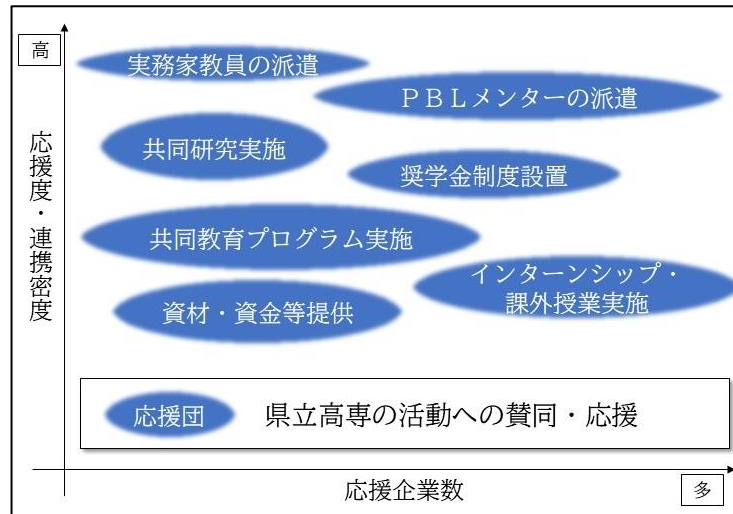 高
実務家教員の派遣
PBLメンターの派遣
共同研究実施
奨学金制度設置
応援度・連携密度
共同教育プログラム実施
インターンシップ・
課外授業実施
資材・資金等提供
応援団
県立高専の活動への賛同・応援
応援企業数
多